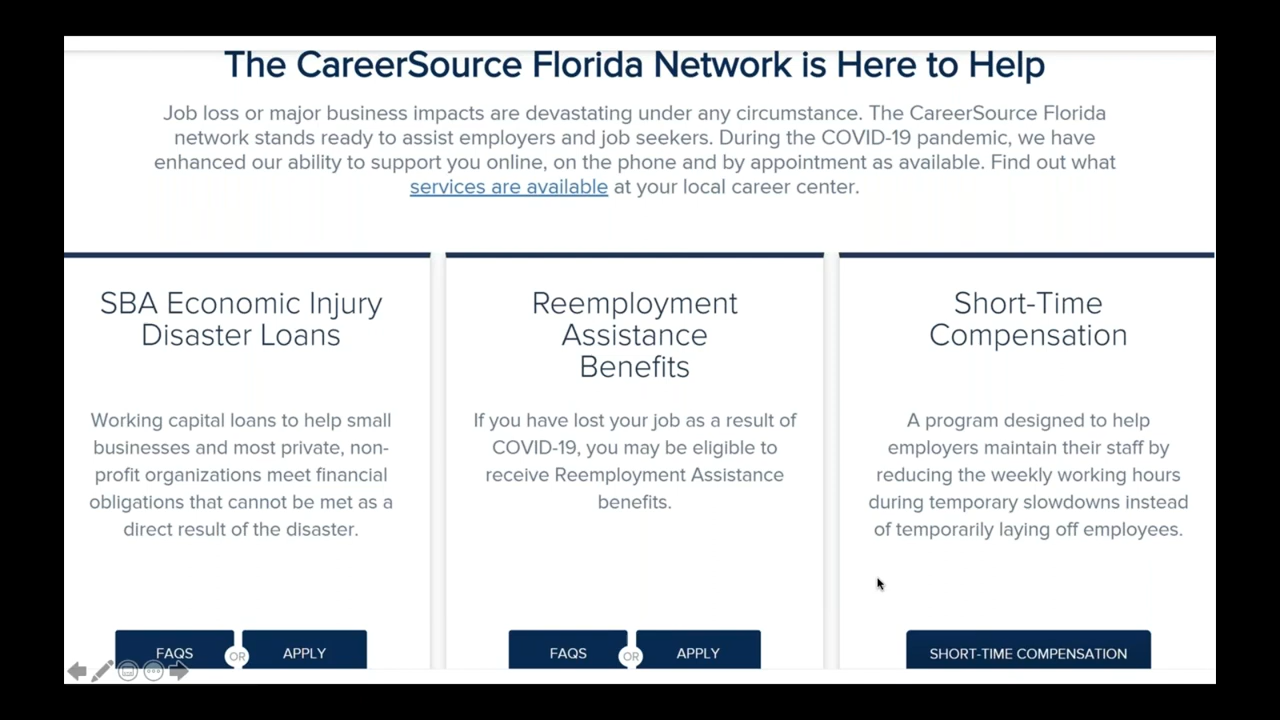 The CareerSource Florida Network is Here to Help
Job loss or major business impacts are devastating under any circumstance. The CareerSource Florida
network stands ready to assist employers and job seekers. During the COVID-19 pandemic, we have
enhanced our ability to support you online, on the phone and by appointment as available. Find out what
services are available at your local career center.
SBA Economic Injury
Disaster Loans
Working capital loans to help small
businesses and most private, non-
profit organizations meet financial
obligations that cannot be met as a
direct result of the disaster.
FAQS
OR
APPLY
Reemployment
Assistance
Benefits
If you have lost your job as a result of
COVID-19, you may be eligible to
receive Reemployment Assistance
benefits.
FAQS
OR
APPLY
Short-Time
Compensation
A program designed to help
employers maintain their staff by
reducing the weekly working hours
during temporary slowdowns instead
of temporarily laying off employees.
SHORT-TIME COMPENSATION